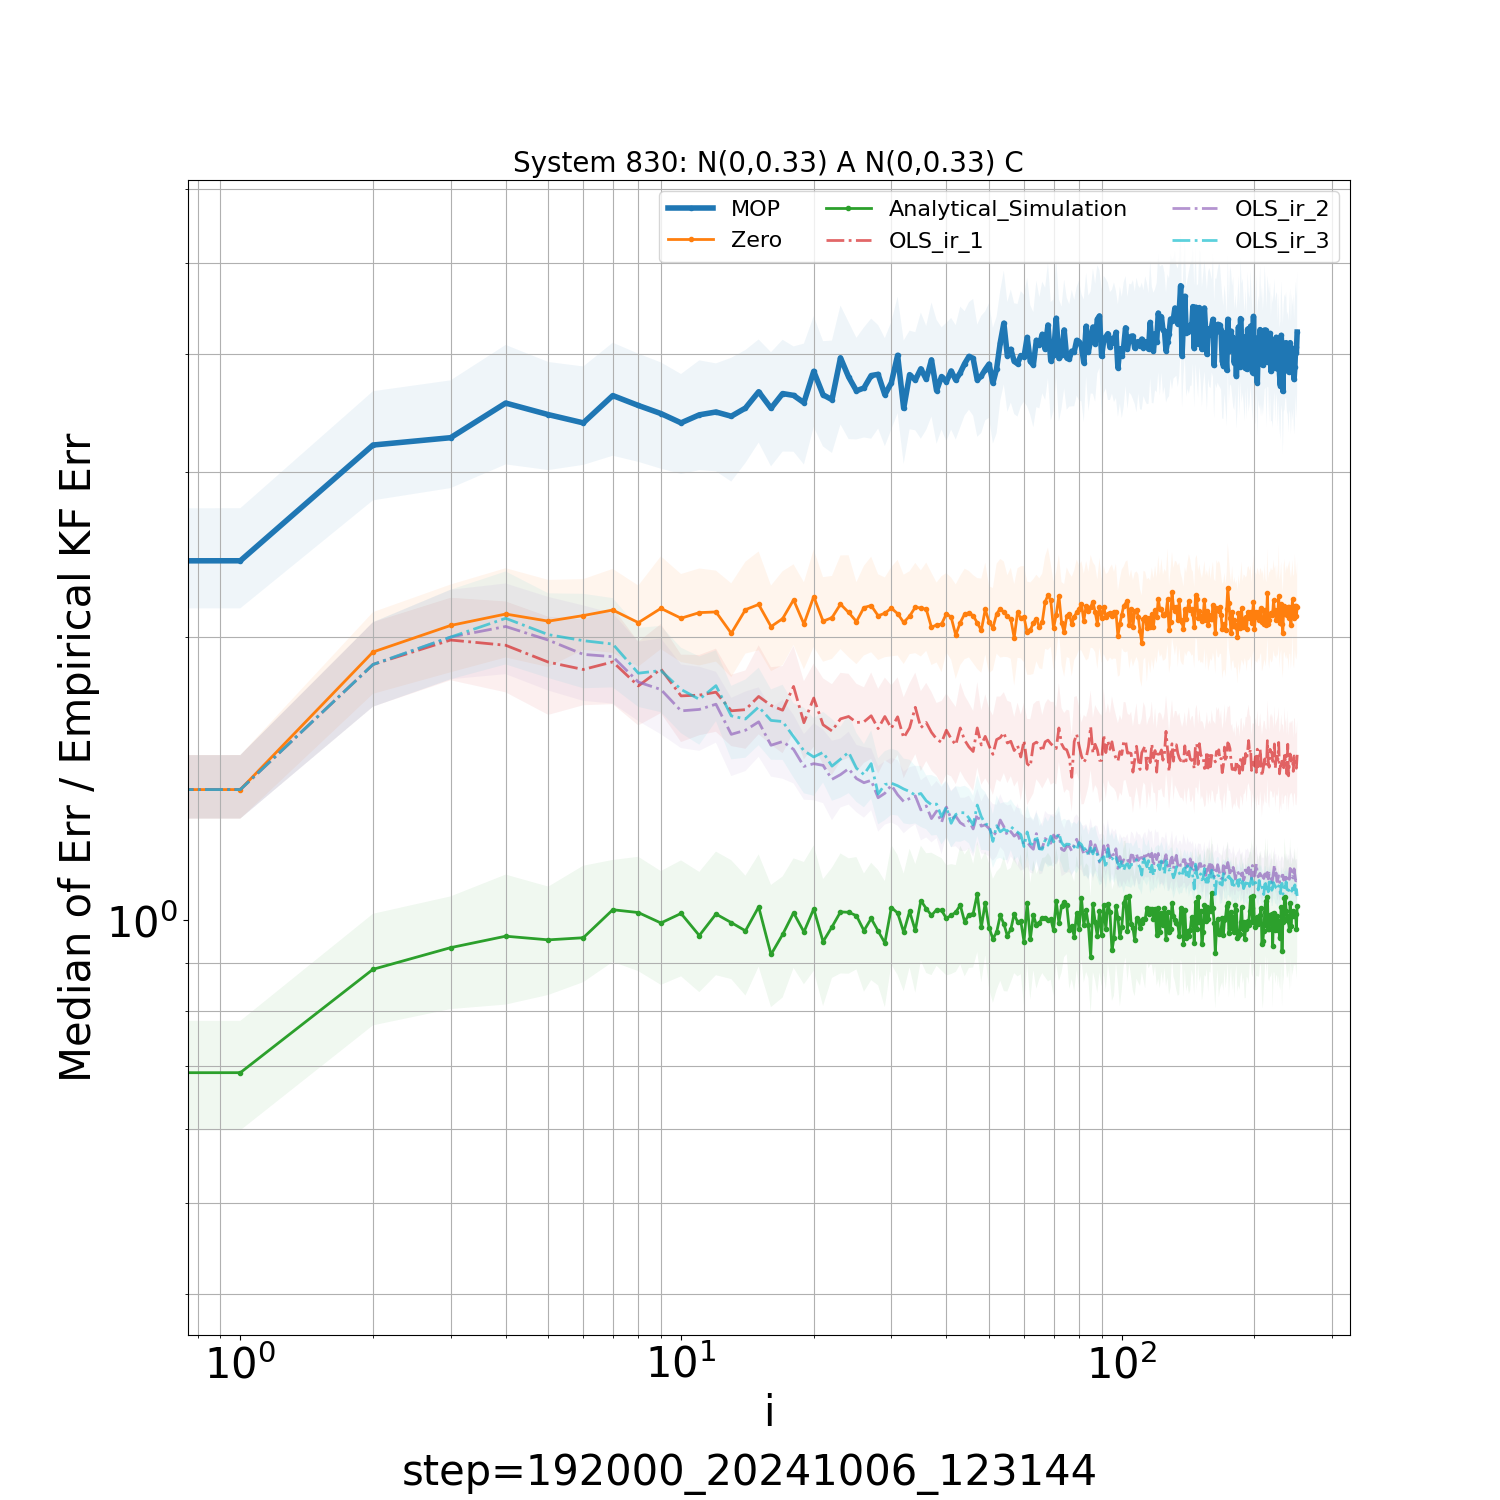 System 830: N(0,0.33) A N(0,0.33) C
MOP
Zero
Analytical_Simulation
OLS_ir_1
OLS_ir_2
OLS_ir_3
Median of Err / Empirical KF Err
10⁰
10⁰ 10¹ 10²
i
step=192000_20241006_123144